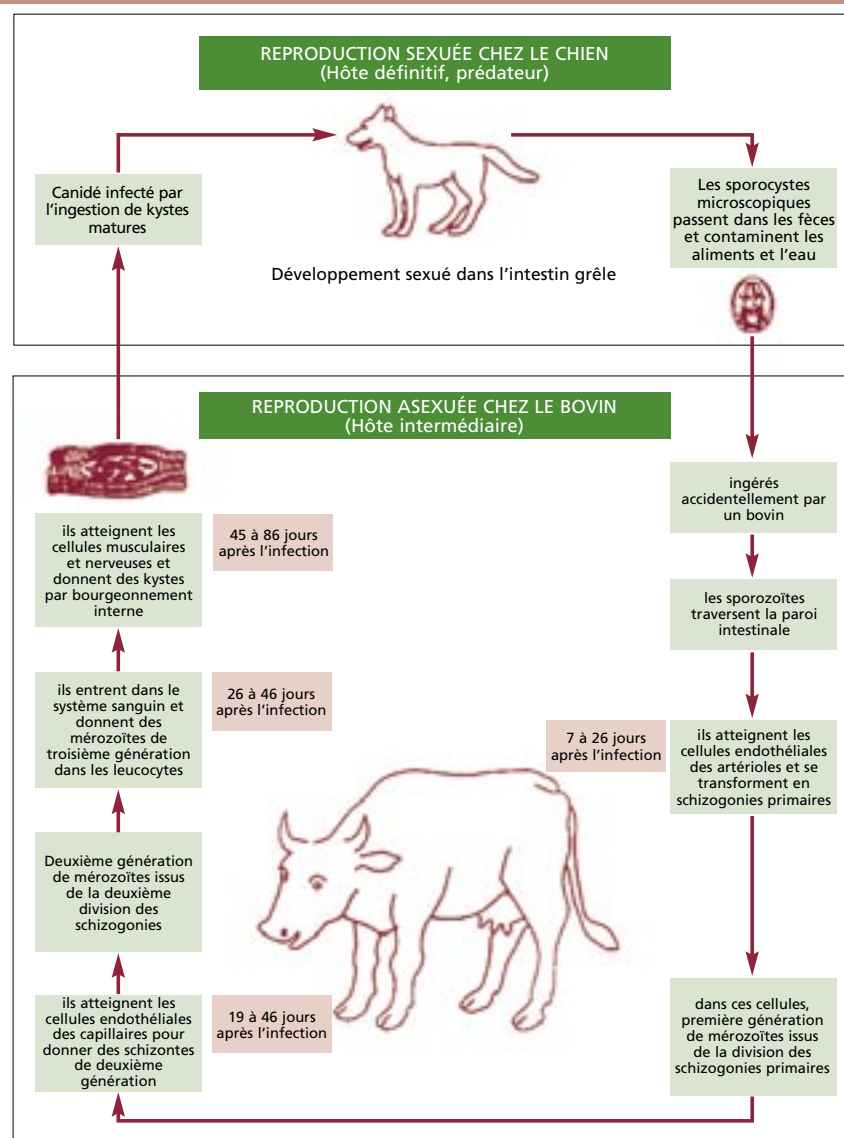 REPRODUCTION SEXUÉE CHEZ LE CHIEN
(Hôte définitif, prédateur)
Canidé infecté par
l'ingestion de kystes
matures
Développement sexué dans l'intestin grêle
Les sporocystes
microscopiques
passent dans les fèces
et contaminent les
aliments et l'eau
REPRODUCTION ASEXUÉE CHEZ LE BOVIN
(Hôte intermédiaire)
ingérés
accidentellement par
un bovin
les sporozoïtes
traversent la paroi
intestinale
7 à 26 jours
après l'infection
ils atteignent les
cellules endothéliales
des artérioles et se
transforment en
schizogonies primaires
dans ces cellules,
première génération
de mérozoïtes issus
de la division des
schizogonies primaires
ils atteignent les
cellules endothéliales
des capillaires pour
donner des schizontes
de deuxième
génération
19 à 46 jours
après l'infection
Deuxième génération
de mérozoïtes issus
de la deuxième
division des
schizogonies
ils entrent dans le
système sanguin et
donnent des
mérozoïtes de
troisième génération
dans les leucocytes
26 à 46 jours
après l'infection
ils atteignent les
cellules musculaires
et nerveuses et
donnent des kystes
par bourgeonnement
interne
45 à 86 jours
après l'infection